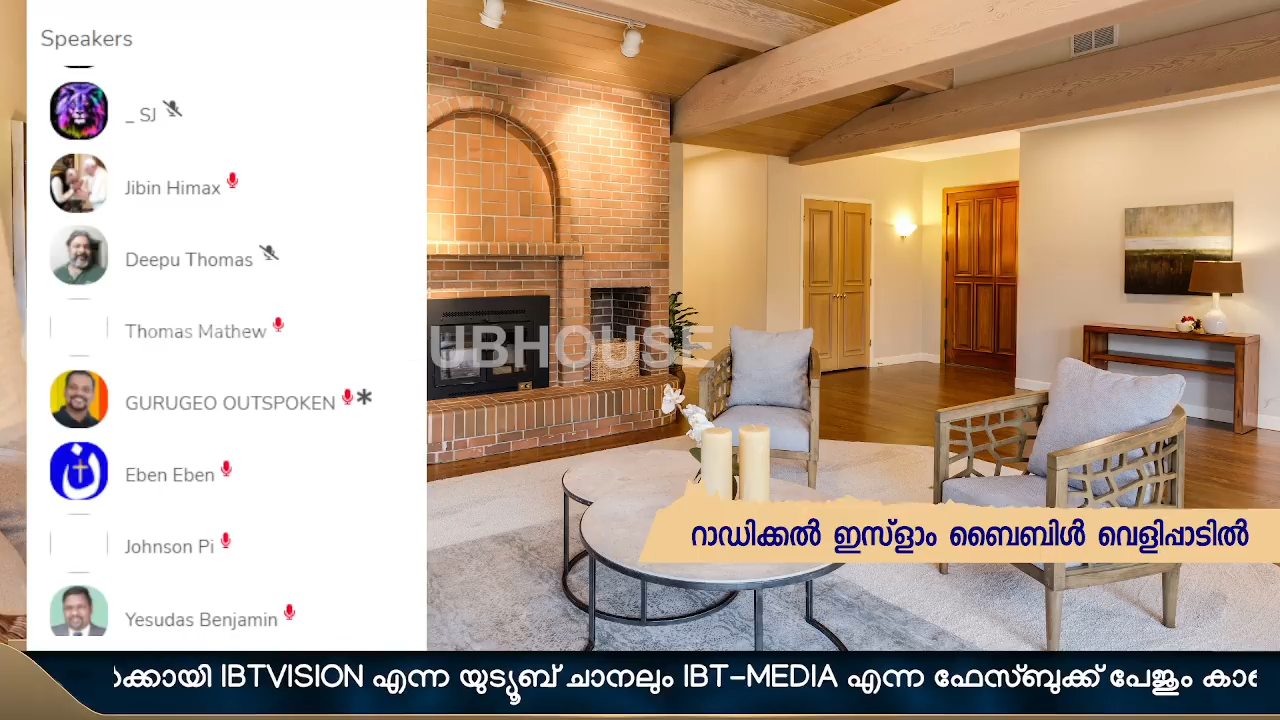 Speakers
_ SJ
Jibin Himax
Deepu Thomas
Thomas Mathew
GURUGEO OUTSPOKEN *
Eben Eben
Johnson Pi
Yesudas Benjamin
UBHOUSE
റാഡിക്കൽ ഇസ്ളാം ബൈബിൾ വെളിപ്പാടിൽ
IBTVISION എന്ന യുട്യൂബ് ചാനലും IBT-MEDIA എന്ന ഫേസ്ബുക്ക് പേജും